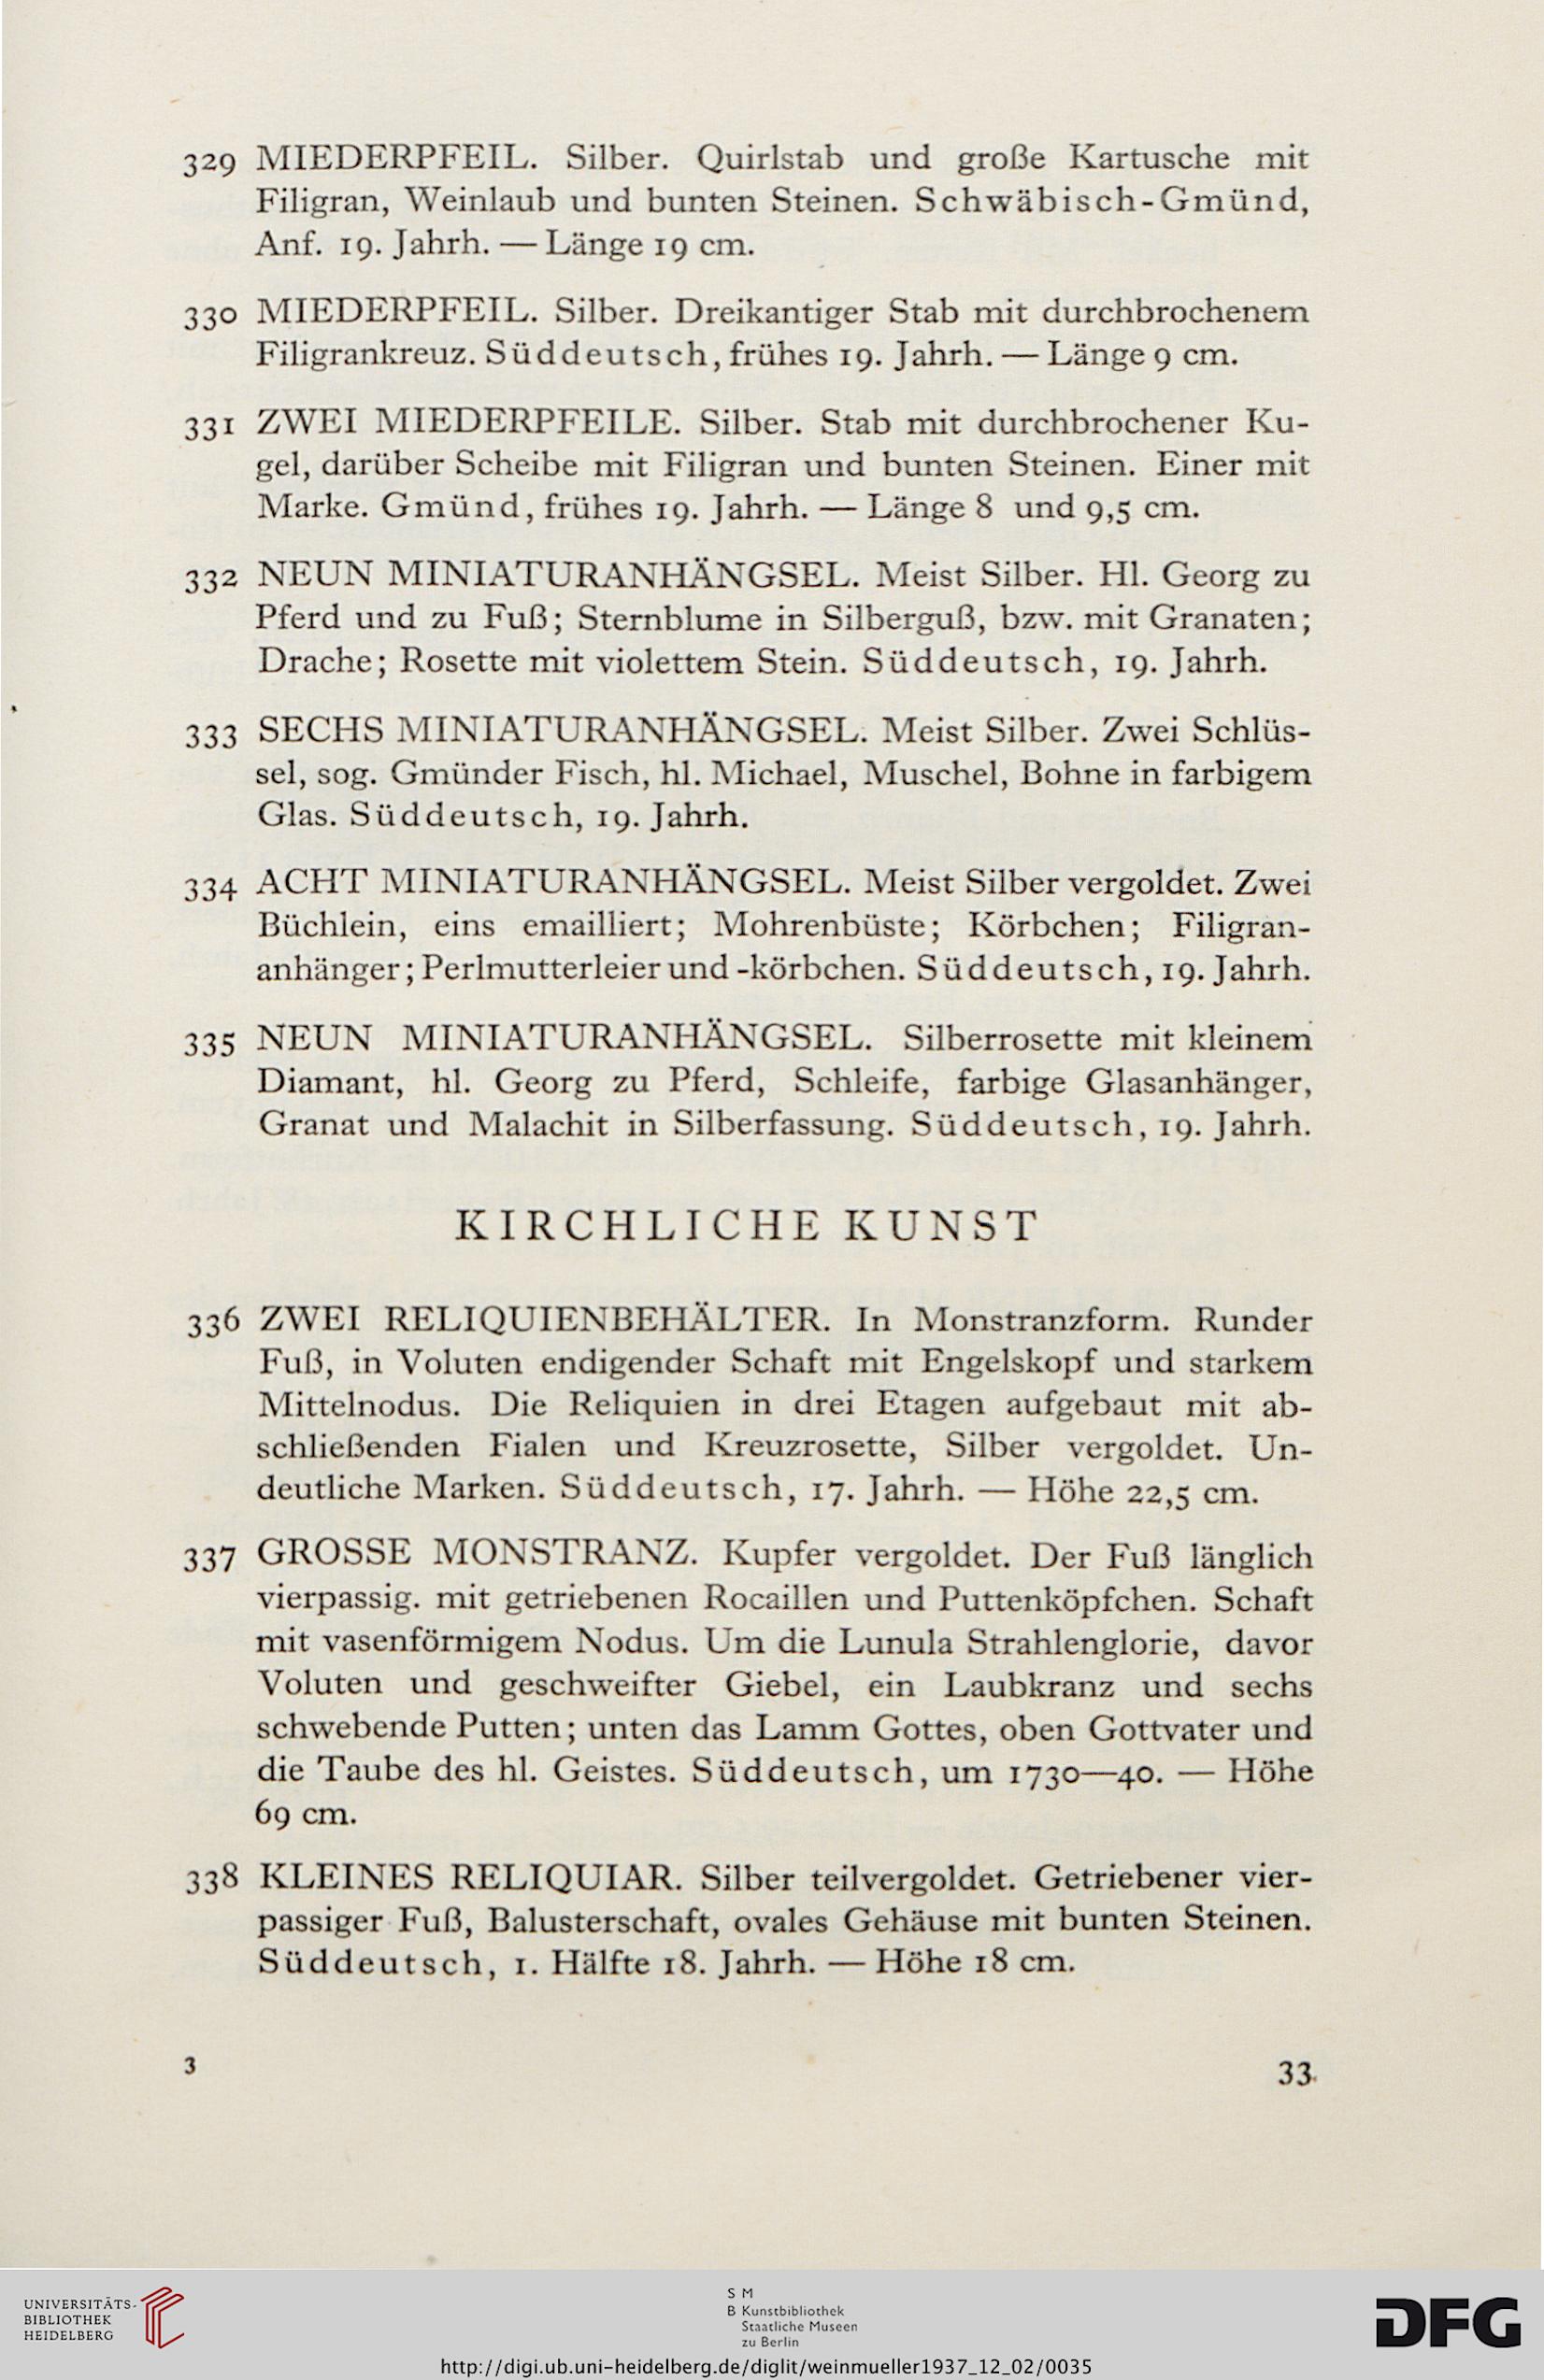 329 MIEDERPFEIL. Silber. Quirlstab und große Kartusche mit
Filigran, Weinlaub und bunten Steinen. Schwäbisch-Gmünd,
Anf. 19. Jahrh. — Länge 19 cm.
330 MIEDERPFEIL. Silber. Dreikantiger Stab mit durchbrochenem
Filigrankreuz. Süddeutsch, frühes 19. Jahrh. — Länge 9 cm.
331 ZWEI MIEDERPFEILE. Silber. Stab mit durchbrochener Ku-
gel, darüber Scheibe mit Filigran und bunten Steinen. Einer mit
Marke. Gmünd, frühes 19. Jahrh. — Länge 8 und 9,5 cm.
332 NEUN MINIATURANHÄNGSEL. Meist Silber. Hl. Georg zu
Pferd und zu Fuß; Sternblume in Silberguß, bzw. mit Granaten;
Drache; Rosette mit violettem Stein. Süddeutsch, 19. Jahrh.
333 SECHS MINIATURANHÄNGSEL. Meist Silber. Zwei Schlüs-
sel, sog. Gmünder Fisch, hl. Michael, Muschel, Bohne in farbigem
Glas. Süddeutsch, 19. Jahrh.
334 ACHT MINIATURANHÄNGSEL. Meist Silber vergoldet. Zwei
Büchlein, eins emailliert; Mohrenbüste; Körbchen; Filigran-
anhänger; Perlmutterleier und -körbchen. Süddeutsch, 19. Jahrh.
335 NEUN MINIATURANHÄNGSEL. Silberrosette mit kleinem
Diamant, hl. Georg zu Pferd, Schleife, farbige Glasanhänger,
Granat und Malachit in Silberfassung. Süddeutsch, 19. Jahrh.
KIRCHLICHE KUNST
336 ZWEI RELIQUIENBEHÄLTER. In Monstranzform. Runder
Fuß, in Voluten endigender Schaft mit Engelskopf und starkem
Mittelnodus. Die Reliquien in drei Etagen aufgebaut mit ab-
schließenden Fialen und Kreuzrosette, Silber vergoldet. Un-
deutliche Marken. Süddeutsch, 17. Jahrh. — Höhe 22,5 cm.
337 GROSSE MONSTRANZ. Kupfer vergoldet. Der Fuß länglich
vierpassig. mit getriebenen Rocaillen und Puttenköpfchen. Schaft
mit vasenförmigem Nodus. Um die Lunula Strahlenglorie, davor
Voluten und geschweifter Giebel, ein Laubkranz und sechs
schwebende Putten; unten das Lamm Gottes, oben Gottvater und
die Taube des hl. Geistes. Süddeutsch, um 1730—40. — Höhe
69 cm.
338 KLEINES RELIQUIAR. Silber teilvergoldet. Getriebener vier-
passiger Fuß, Balusterschaft, ovales Gehäuse mit bunten Steinen.
Süddeutsch, 1. Hälfte 18. Jahrh. — Höhe 18 cm.
3
33
UNIVERSITÄTS-
BIBLIOTHEK
HEIDELBERG
S M
B Kunstbibliothek
Staatliche Museen
zu Berlin
DFG
http://digi.ub.uni-heidelberg.de/diglit/weinmueller1937_12_02/0035